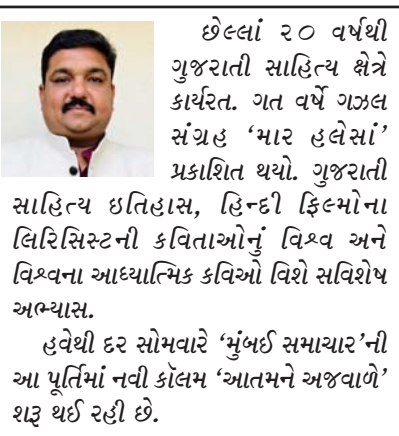 છેલ્લાં ૨૦ વર્ષથી
ગુજરાતી સાહિત્ય ક્ષેત્રે
કાર્યરત. ગત વર્ષે ગઝલ
સંગ્રહ ‘માર હલેસાં’
પ્રકાશિત થયો. ગુજરાતી
સાહિત્ય ઇતિહાસ, હિન્દી ફિલ્મોના
લિરિસિસ્ટની કવિતાઓનું વિશ્વ અને
વિશ્વના આધ્યાત્મિક કવિઓ વિશે સવિશેષ
અભ્યાસ.
હવેથી દર સોમવારે ‘મુંબઈ સમાચાર’ની
આ પૂર્તિમાં નવી કૉલમ ‘આતમને અજવાળે’
શરૂ થઈ રહી છે.